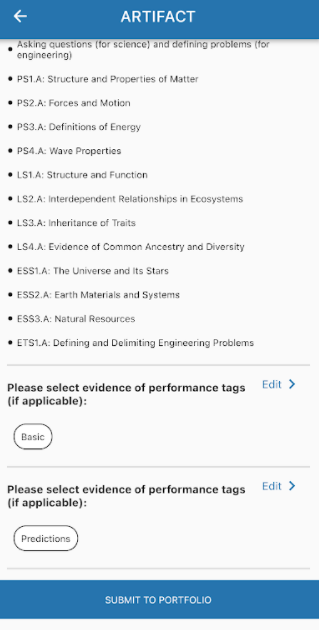 ARTIFACT
Asking questions (for science) and defining problems (for
engineering)
PS1.A: Structure and Properties of Matter
PS2.A: Forces and Motion
PS3.A: Definitions of Energy
PS4.A: Wave Properties
LS1.A: Structure and Function
LS2.A: Interdependent Relationships in Ecosystems
LS3.A: Inheritance of Traits
LS4.A: Evidence of Common Ancestry and Diversity
ESS1.A: The Universe and Its Stars
ESS2.A: Earth Materials and Systems
ESS3.A: Natural Resources
ETS1.A: Defining and Delimiting Engineering Problems
Please select evidence of performance tags Edit
(if applicable):
Basic
Please select evidence of performance tags Edit
(if applicable):
Predictions
SUBMIT TO PORTFOLIO